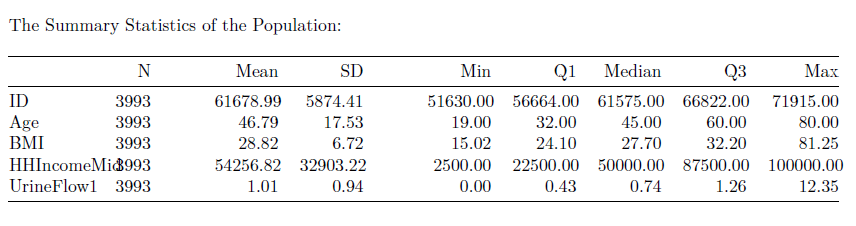 The Summary Statistics of the Population:
N Mean SD Min Q1 Median Q3 Max
ID 3993 61678.99 5874.41 51630.00 56664.00 61575.00 66822.00 71915.00
Age 3993 46.79 17.53 19.00 32.00 45.00 60.00 80.00
BMI 3993 28.82 6.72 15.02 24.10 27.70 32.20 81.25
HHIncomeMid 3993 54256.82 32903.22 2500.00 22500.00 50000.00 87500.00 100000.00
UrineFlow1 3993 1.01 0.94 0.00 0.43 0.74 1.26 12.35